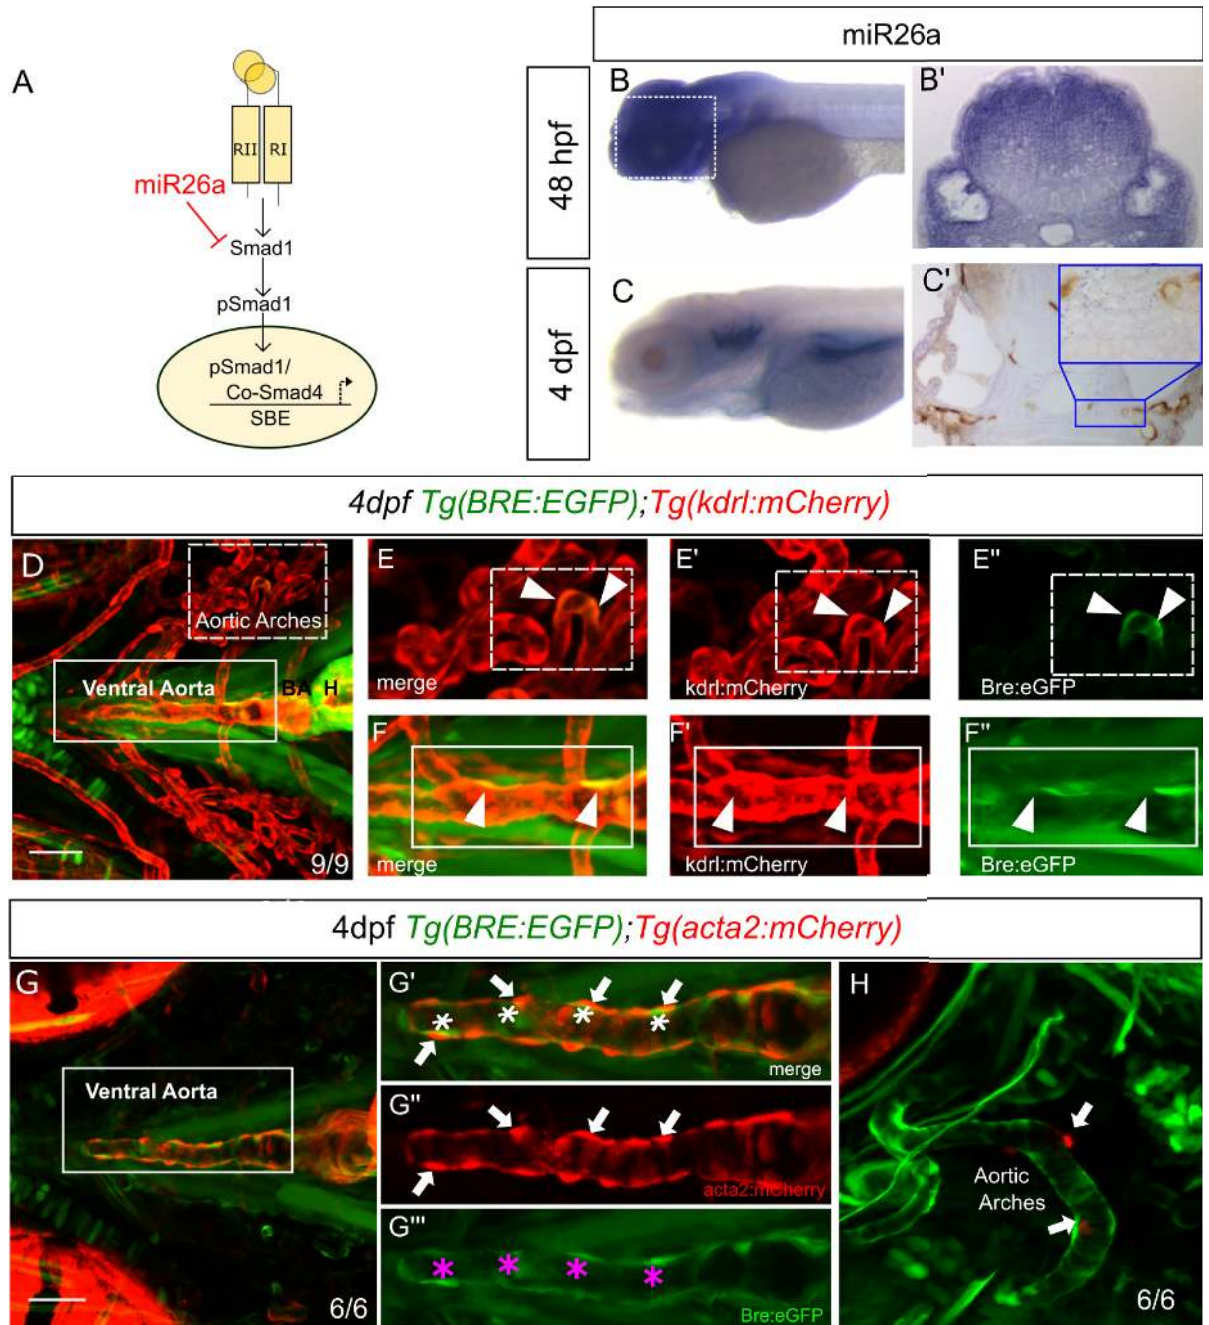 miR26a
A
RII
RI
miR26a
Smad1
pSmad1
pSmad1/
Co-Smad4
SBE
48 hpf
B
B'
4 dpf
C
C'
4dpf Tg(BRE:EGFP);Tg(kdrl:mCherry)
D
Aortic Arches
Ventral Aorta
BA
H
9/9
E
merge
E'
kdrl:mCherry
E"
Bre:eGFP
F
merge
F'
kdrl:mCherry
F"
Bre:eGFP
4dpf Tg(BRE:EGFP);Tg(acta2:mCherry)
G
Ventral Aorta
6/6
G'
merge
G"
acta2:mCherry
G"'
Bre:eGFP
H
Aortic
Arches
6/6